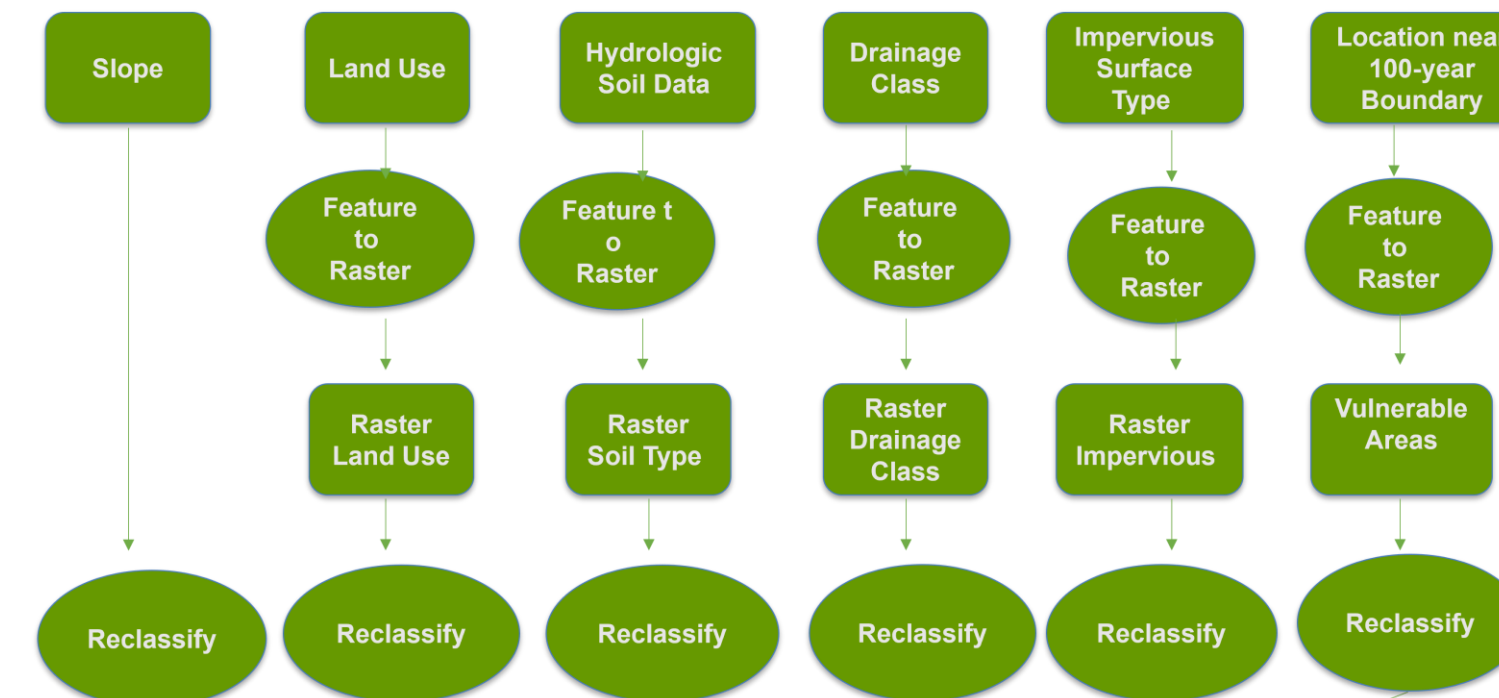 Slope
Land Use
Hydrologic
Soil Data
Drainage
Class
Impervious
Surface
Type
Location near
100-year
Boundary
Feature
to
Raster
Feature t
o
Raster
Feature
to
Raster
Feature
to
Raster
Feature
to
Raster
Raster
Land Use
Raster
Soil Type
Raster
Drainage
Class
Raster
Impervious
Vulnerable
Areas
Reclassify
Reclassify
Reclassify
Reclassify
Reclassify
Reclassify